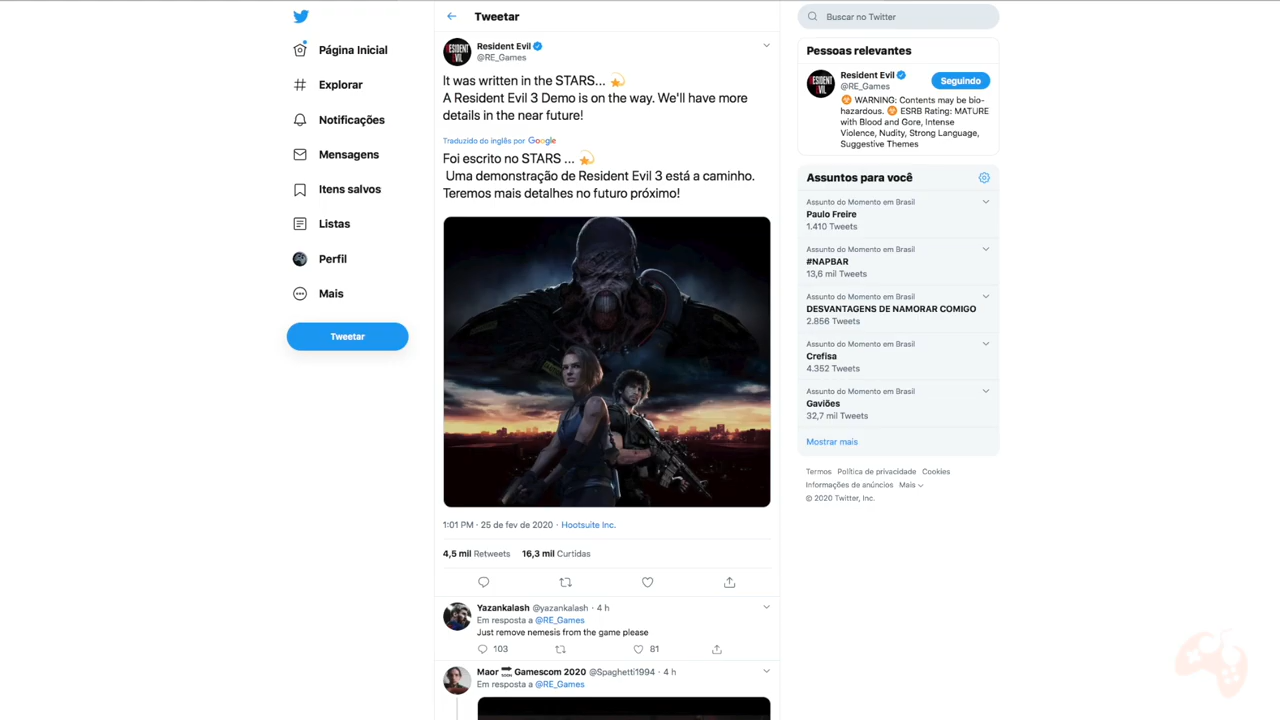 Página Inicial
Explorar
Notificações
Mensagens
Itens salvos
Listas
Perfil
Mais
Tweetar
Tweetar
Resident Evil
@RE_Games
It was written in the STARS...
A Resident Evil 3 Demo is on the way. We'll have more
details in the near future!
Traduzido do inglês por Google
Foi escrito no STARS ...
Uma demonstração de Resident Evil 3 está a caminho.
Teremos mais detalhes no futuro próximo!
1:01 PM · 25 de fev de 2020 · Hootsuite Inc.
4,5 mil Retweets 16,3 mil Curtidas
Yazankalash @yazankalash · 4 h
Em resposta a @RE_Games
Just remove nemesis from the game please
103 81
Maor Gamescom 2020 @Spaghetti1994 · 4 h
Em resposta a @RE_Games
Buscar no Twitter
Pessoas relevantes
Resident Evil
@RE_Games
Seguindo
WARNING: Contents may be bio-
hazardous. ESRB Rating: MATURE
with Blood and Gore, Intense
Violence, Nudity, Strong Language,
Suggestive Themes
Assuntos para você
Assunto do Momento em Brasil
Paulo Freire
1.410 Tweets
Assunto do Momento em Brasil
#NAPBAR
13,6 mil Tweets
Assunto do Momento em Brasil
DESVANTAGENS DE NAMORAR COMIGO
2.856 Tweets
Assunto do Momento em Brasil
Crefisa
4.352 Tweets
Assunto do Momento em Brasil
Gaviões
32,7 mil Tweets
Mostrar mais
Termos Política de privacidade Cookies
Informações de anúncios Mais
© 2020 Twitter, Inc.